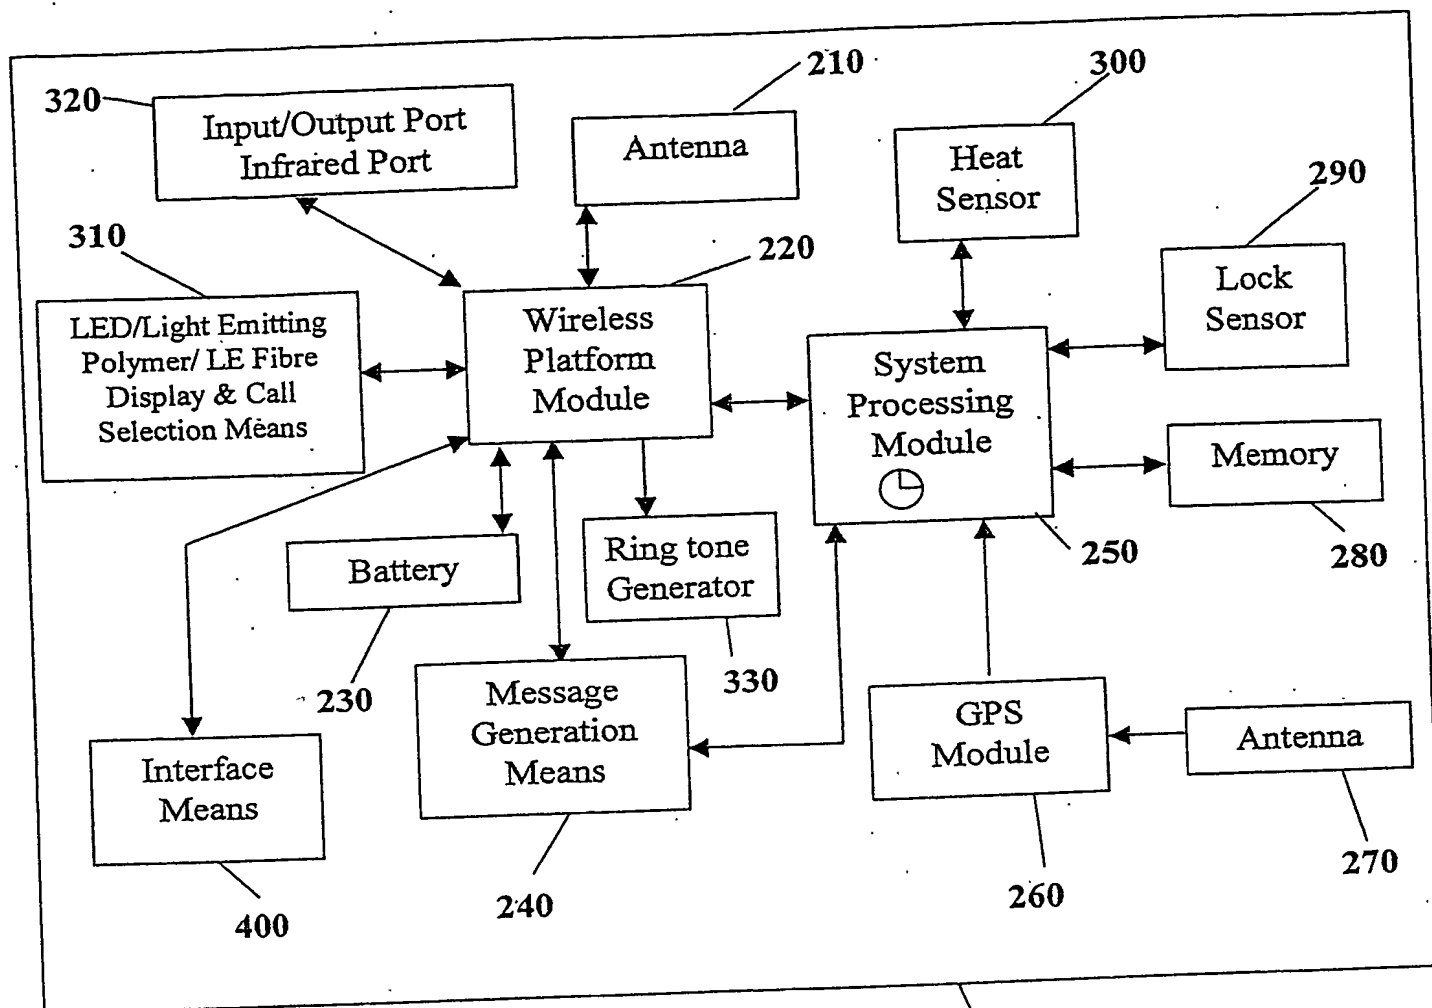 320
Input/Output Port
Infrared Port
210
Antenna
300
Heat
Sensor
290
Lock
Sensor
310
LED/Light Emitting
Polymer/ LE Fibre
Display & Call
Selection Means
220
Wireless
Platform
Module
System
Processing
Module
250
Memory
280
Battery
230
Ring tone
Generator
330
Message
Generation
Means
240
GPS
Module
260
Antenna
270
Interface
Means
400